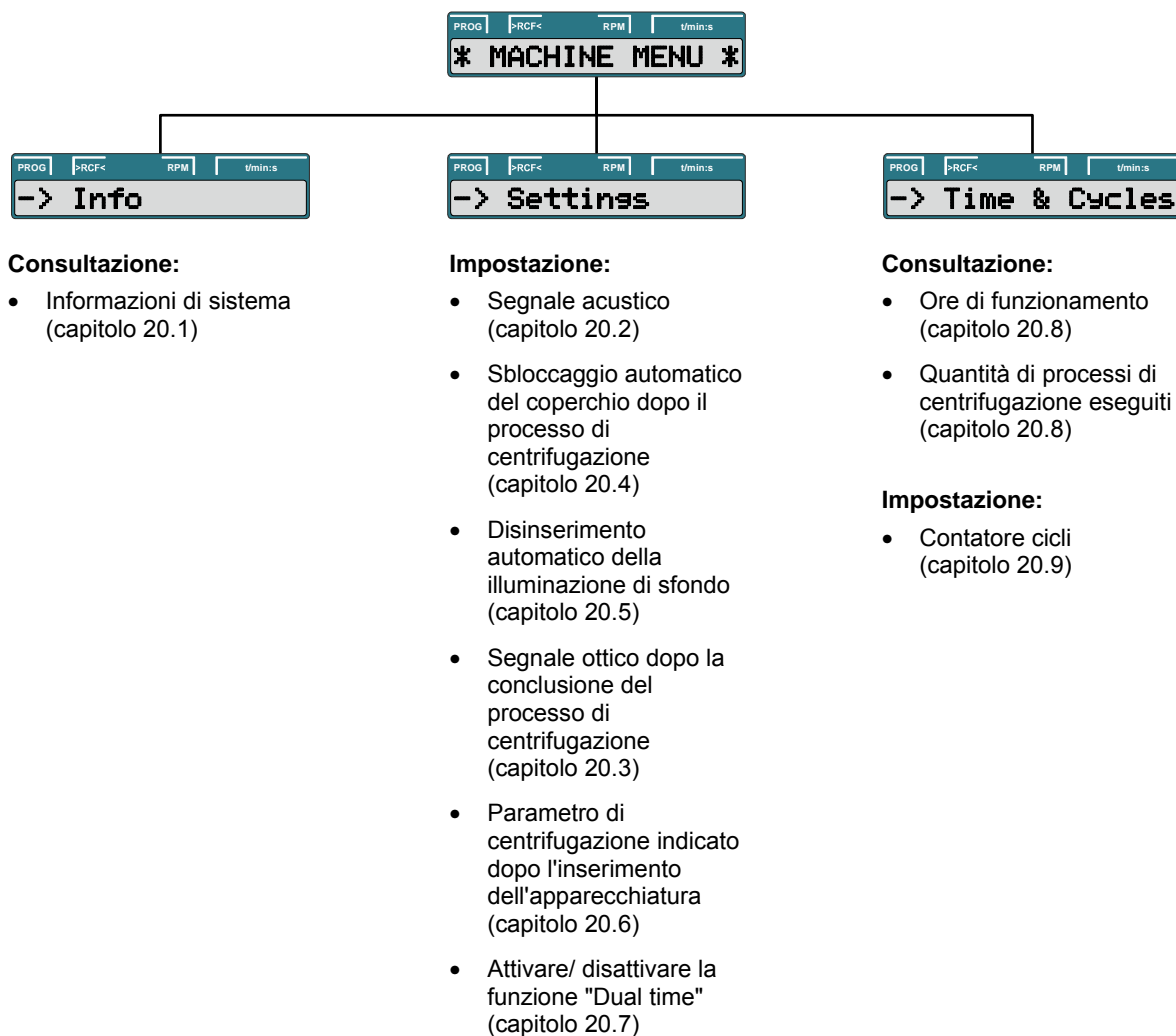 PROG >RCF< RPM t/min:s
* MACHINE MENU *
PROG >RCF< RPM t/min:s
-> Info
Consultazione:
• Informazioni di sistema
(capitolo 20.1)
PROG >RCF< RPM t/min:s
-> Settings
Impostazione:
• Segnale acustico
(capitolo 20.2)
• Sbloccaggio automatico
del coperchio dopo il
processo di
centrifugazione
(capitolo 20.4)
• Disinserimento
automatico della
illuminazione di sfondo
(capitolo 20.5)
• Segnale ottico dopo la
conclusione del
processo di
centrifugazione
(capitolo 20.3)
• Parametro di
centrifugazione indicato
dopo l'inserimento
dell'apparecchiatura
(capitolo 20.6)
• Attivare/ disattivare la
funzione "Dual time"
(capitolo 20.7)
PROG >RCF< RPM t/min:s
-> Time & Cycles
Consultazione:
• Ore di funzionamento
(capitolo 20.8)
• Quantità di processi di
centrifugazione eseguiti
(capitolo 20.8)
Impostazione:
• Contatore cicli
(capitolo 20.9)